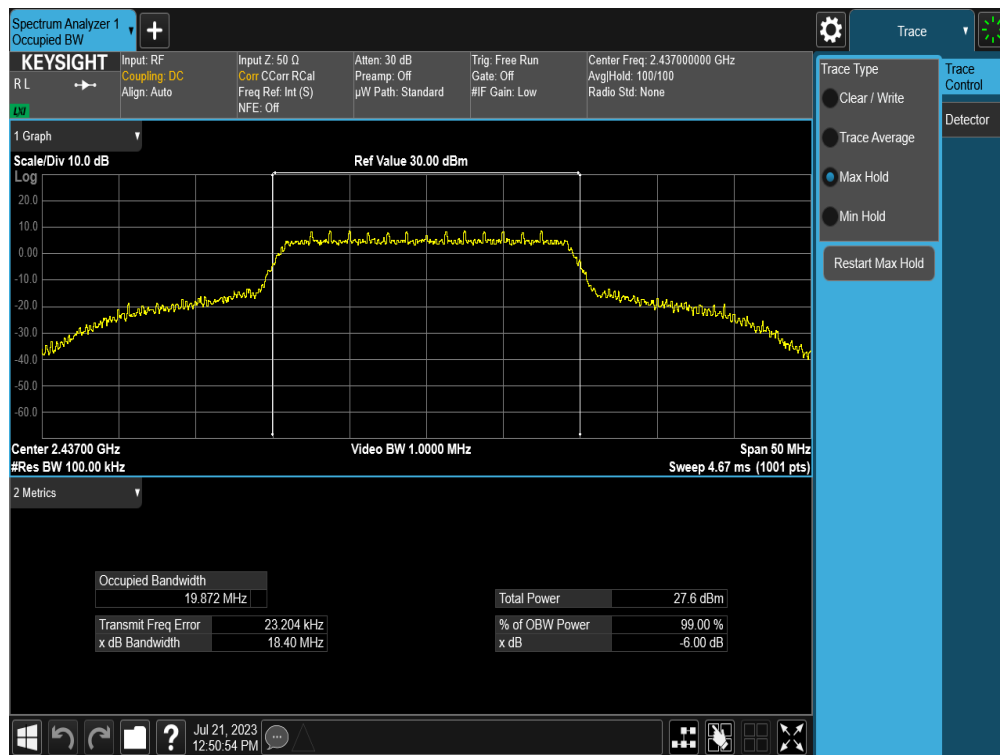 Spectrum Analyzer 1
Occupied BW
+
Trace
KEYSIGHT
R L
LXI
Input: RF
Coupling: DC
Align: Auto
Input Z: 50 Ω
Corr CCorr RCal
Freq Ref: Int (S)
NFE: Off
Atten: 30 dB
Preamp: Off
µW Path: Standard
Trig: Free Run
Gate: Off
#IF Gain: Low
Center Freq: 2.437000000 GHz
Avg|Hold: 100/100
Radio Std: None
Trace Type
Clear / Write
Trace Average
Max Hold
Min Hold
Restart Max Hold
Trace
Control
Detector
1 Graph
Scale/Div 10.0 dB
Ref Value 30.00 dBm
Log
20.0
10.0
0.00
-10.0
-20.0
-30.0
-40.0
-50.0
-60.0
Center 2.43700 GHz
Video BW 1.0000 MHz
Span 50 MHz
#Res BW 100.00 kHz
Sweep 4.67 ms (1001 pts)
2 Metrics
Occupied Bandwidth
19.872 MHz
Total Power 27.6 dBm
Transmit Freq Error 23.204 kHz
% of OBW Power 99.00 %
x dB Bandwidth 18.40 MHz
x dB -6.00 dB
?
Jul 21, 2023
12:50:54 PM